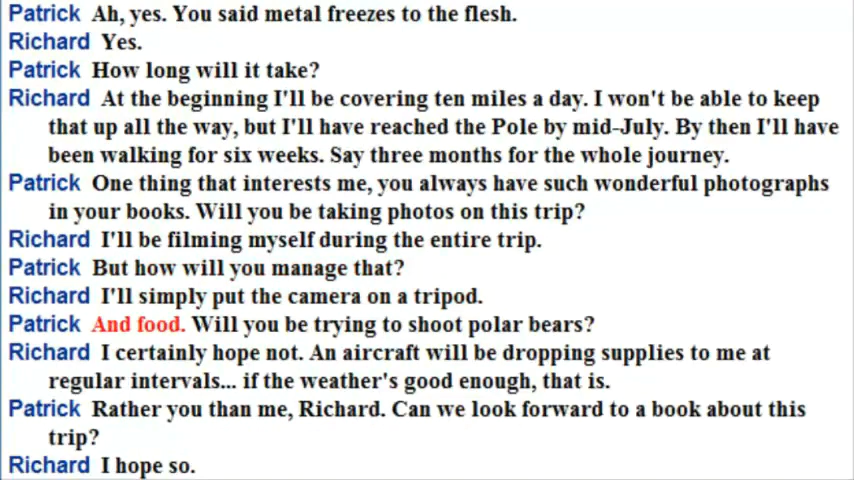 Patrick Ah, yes. You said metal freezes to the flesh.
Richard Yes.
Patrick How long will it take?
Richard At the beginning I'll be covering ten miles a day. I won't be able to keep
that up all the way, but I'll have reached the Pole by mid-July. By then I'll have
been walking for six weeks. Say three months for the whole journey.
Patrick One thing that interests me, you always have such wonderful photographs
in your books. Will you be taking photos on this trip?
Richard I'll be filming myself during the entire trip.
Patrick But how will you manage that?
Richard I'll simply put the camera on a tripod.
Patrick And food. Will you be trying to shoot polar bears?
Richard I certainly hope not. An aircraft will be dropping supplies to me at
regular intervals... if the weather's good enough, that is.
Patrick Rather you than me, Richard. Can we look forward to a book about this
trip?
Richard I hope so.